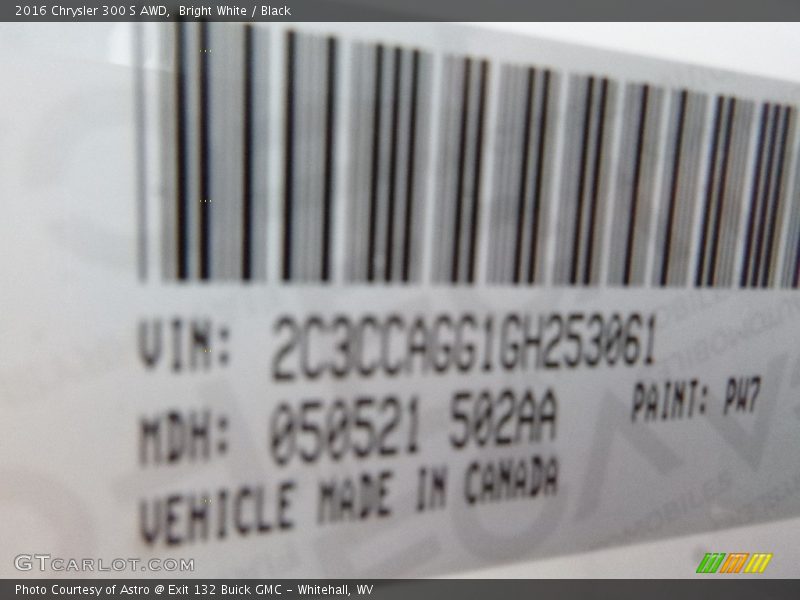 2016 Chrysler 300 S AWD, Bright White / Black
VIN: 2C3CCAGG1GH253061
MDH: 050521 502AA
PAINT: PW7
VEHICLE MADE IN CANADA
GTCARLOT.COM
Photo Courtesy of Astro @ Exit 132 Buick GMC - Whitehall, WV